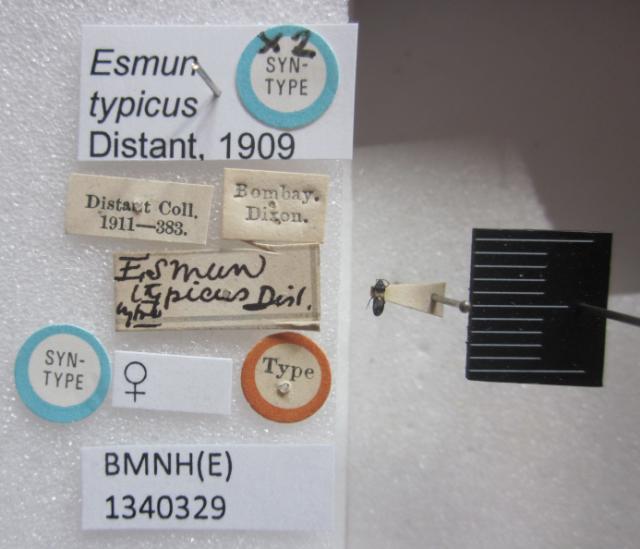 Esmun
typicus
Distant, 1909
x2
SYN-
TYPE
Distant Coll.
1911—383.
Bombay.
Dixon.
Esmun
typicus Dist.
SYN-
TYPE
♀
Type
BMNH(E)
1340329